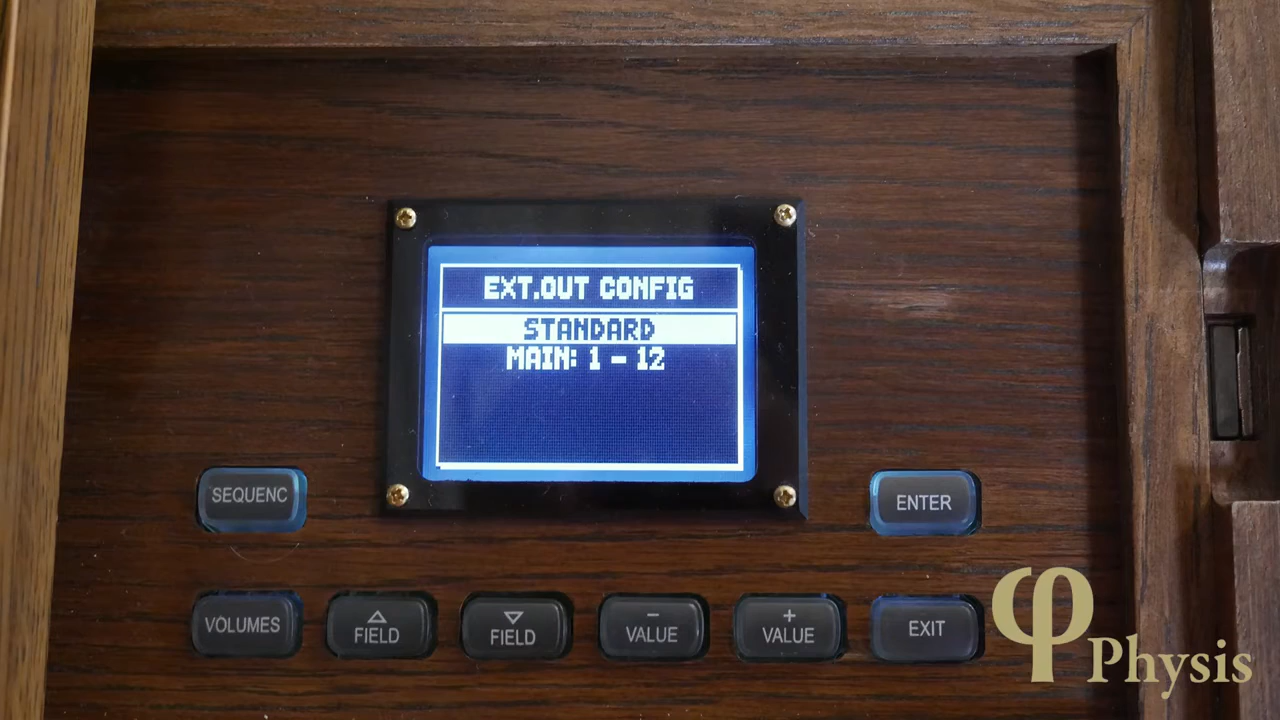 EXT.OUT CONFIG
STANDARD
MAIN: 1 - 12
SEQUENC
ENTER
VOLUMES
△ FIELD
▽ FIELD
− VALUE
+ VALUE
EXIT
φ Physis